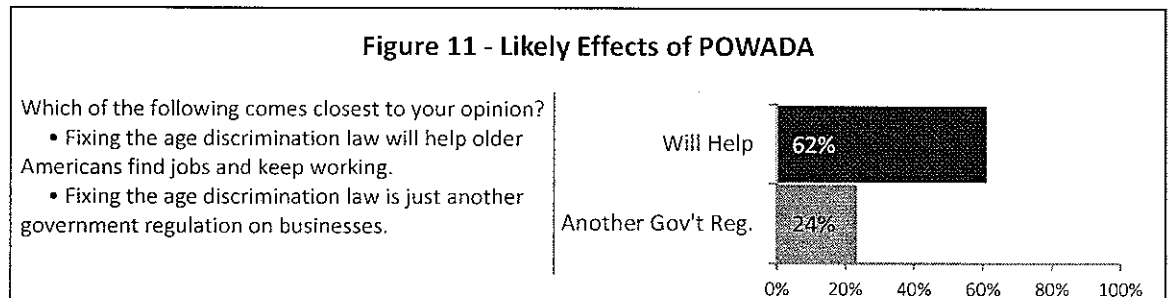 Figure 11 - Likely Effects of POWADA
Which of the following comes closest to your opinion?
• Fixing the age discrimination law will help older
Americans find jobs and keep working.
• Fixing the age discrimination law is just another
government regulation on businesses.
Will Help
62%
Another Gov't Reg.
24%
0% 20% 40% 60% 80% 100%